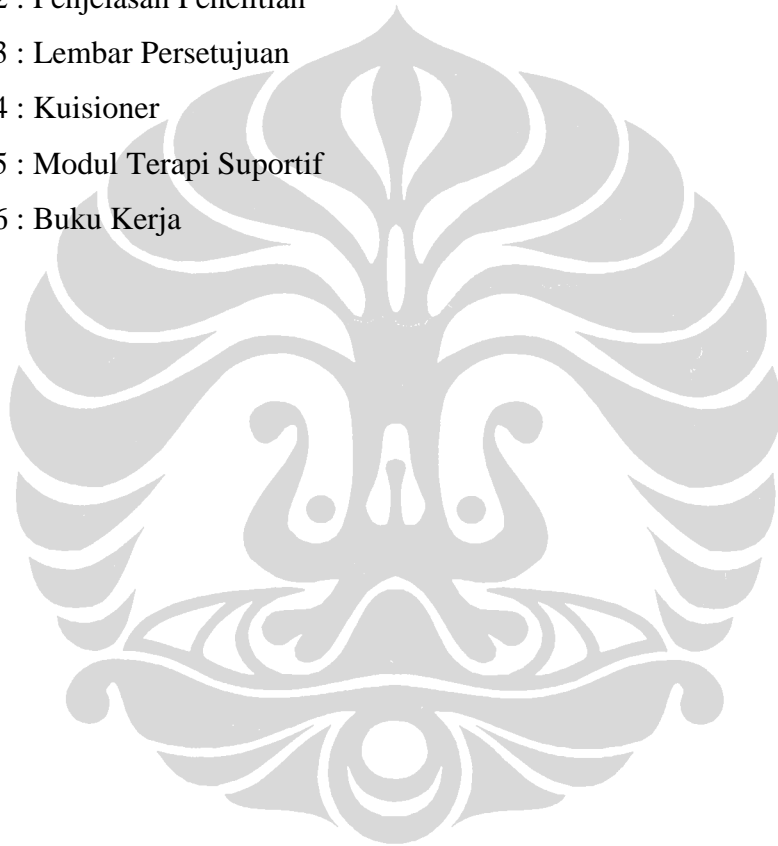 2 : Penjelasan Penelitian
3 : Lembar Persetujuan
4 : Kuisioner
5 : Modul Terapi Suportif
6 : Buku Kerja